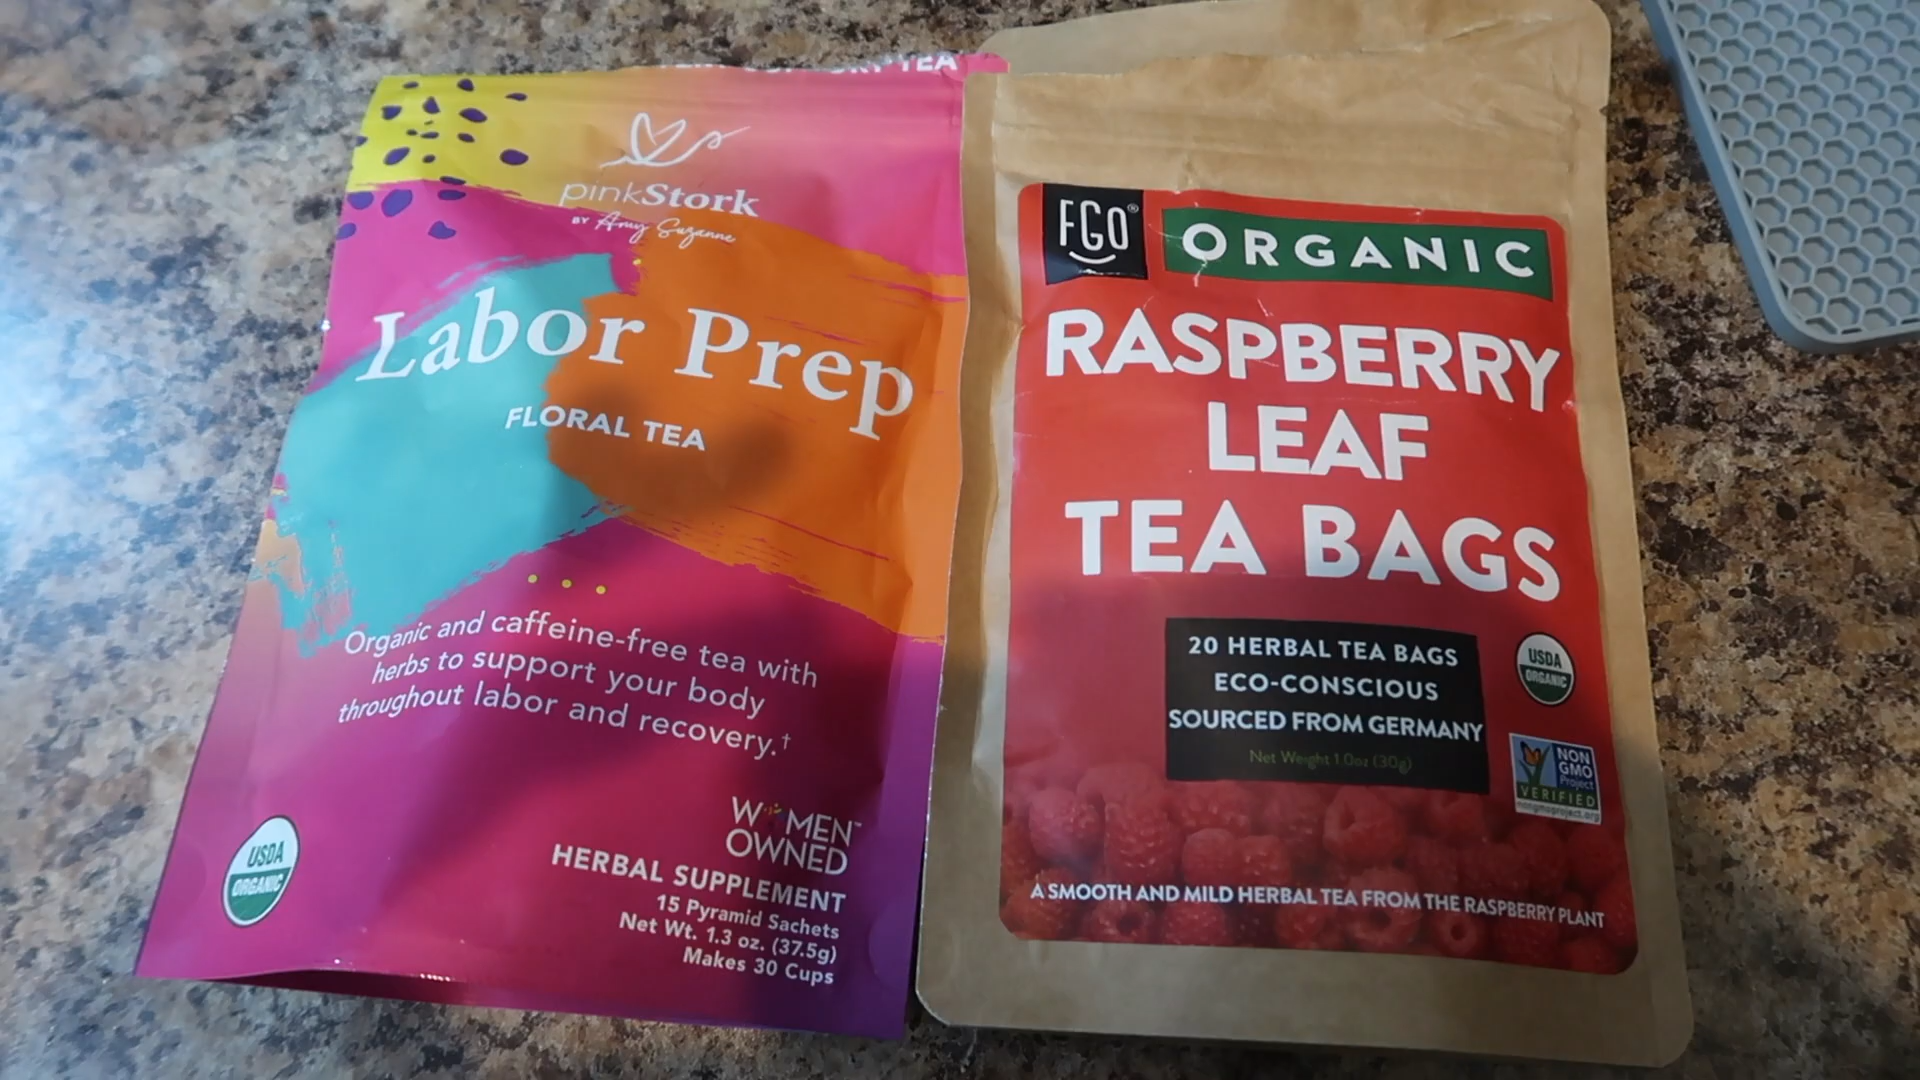 TEA
pinkStork
BY Amy Suzanne
Labor Prep
FLORAL TEA
Organic and caffeine-free tea with
herbs to support your body
throughout labor and recovery.†
WOMEN™
OWNED
HERBAL SUPPLEMENT
15 Pyramid Sachets
Net Wt. 1.3 oz. (37.5g)
Makes 30 Cups
USDA
ORGANIC
FGO®
ORGANIC
RASPBERRY
LEAF
TEA BAGS
20 HERBAL TEA BAGS
ECO-CONSCIOUS
SOURCED FROM GERMANY
Net Weight 1.0oz (30g)
USDA
ORGANIC
NON
GMO
Project
VERIFIED
nongmoproject.org
A SMOOTH AND MILD HERBAL TEA FROM THE RASPBERRY PLANT